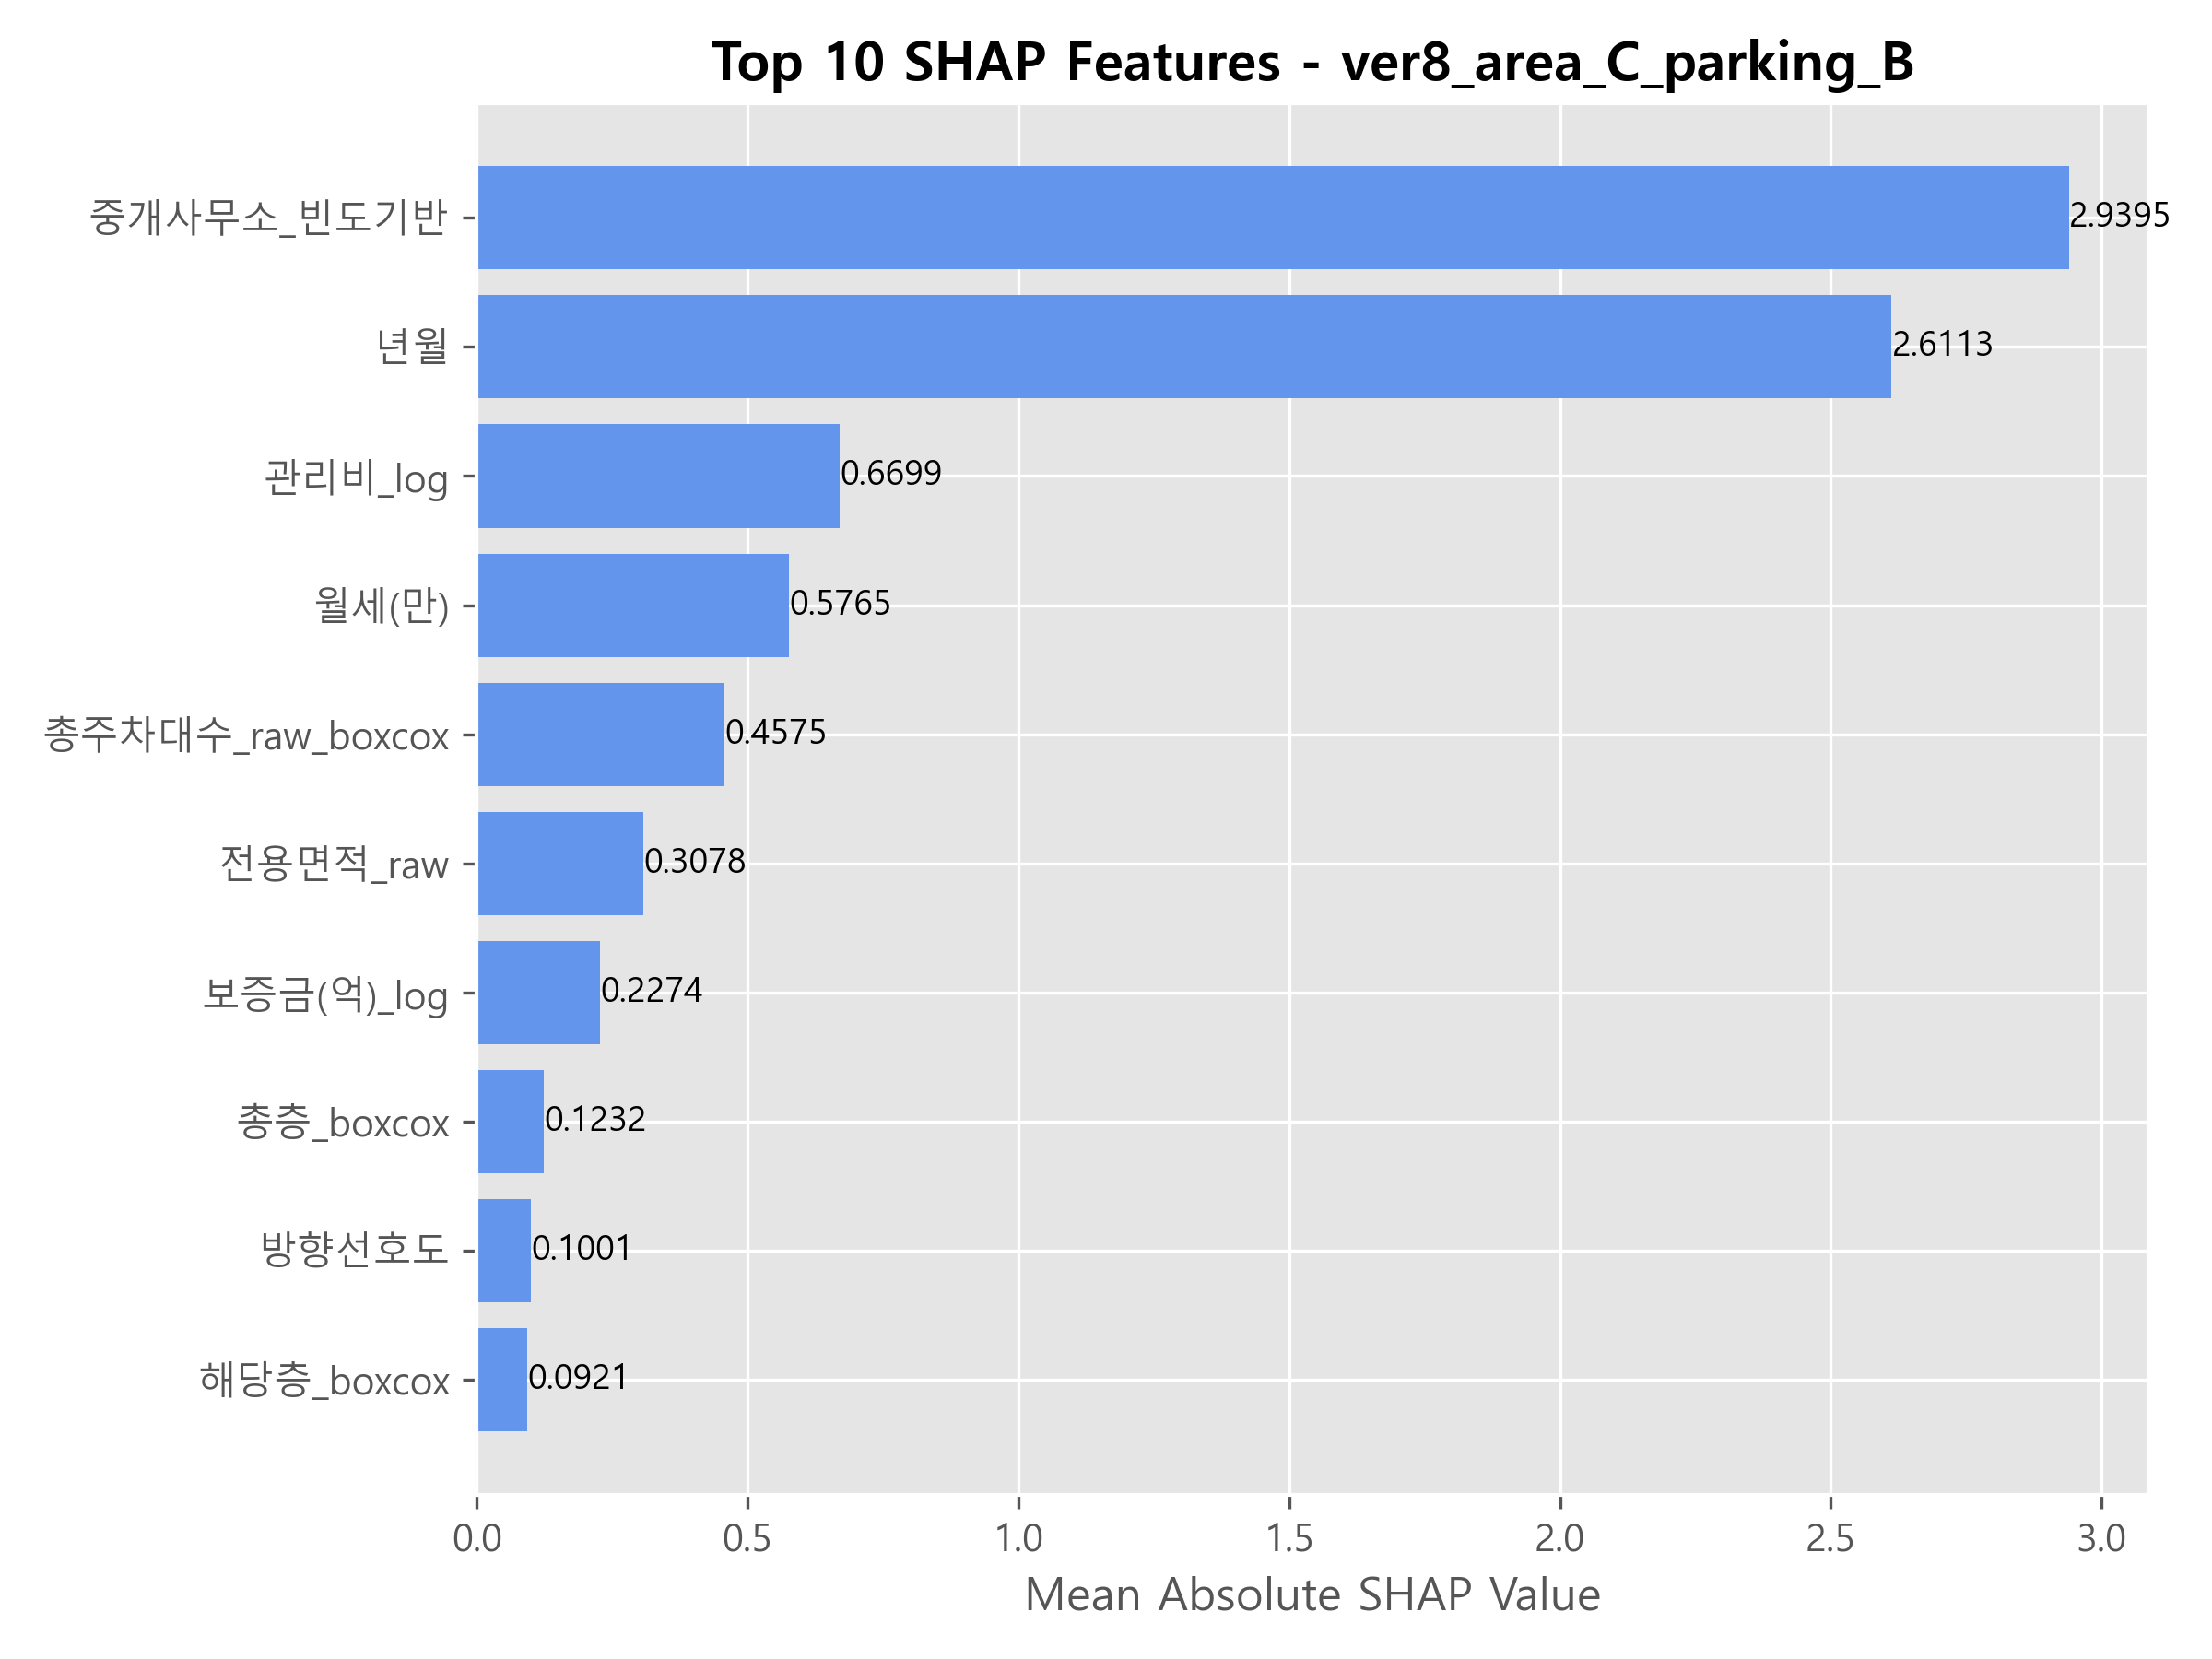 Top 10 SHAP Features - ver8_area_C_parking_B
중개사무소_빈도기반
2.9395
년월
2.6113
관리비_log
0.6699
월세(만)
0.5765
총주차대수_raw_boxcox
0.4575
전용면적_raw
0.3078
보증금(억)_log
0.2274
총층_boxcox
0.1232
방향선호도
0.1001
해당층_boxcox
0.0921
0.0 0.5 1.0 1.5 2.0 2.5 3.0
Mean Absolute SHAP Value